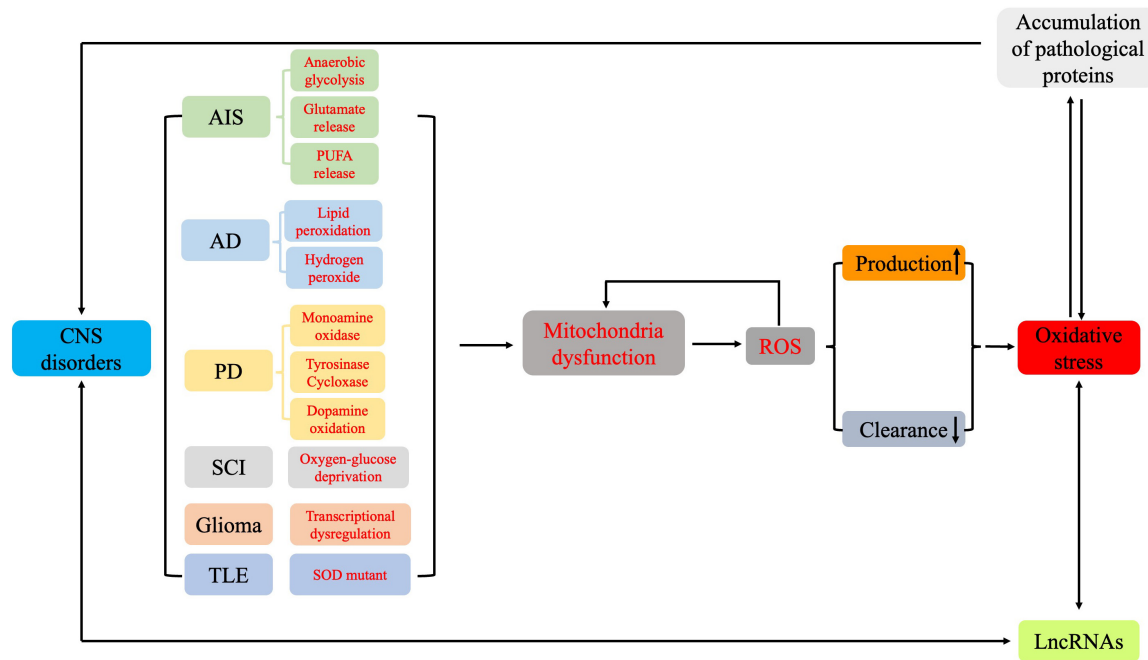 Accumulation
of pathological
proteins
CNS
disorders
AIS
Anaerobic
glycolysis
Glutamate
release
PUFA
release
AD
Lipid
peroxidation
Hydrogen
peroxide
PD
Monoamine
oxidase
Tyrosinase
Cycloxase
Dopamine
oxidation
SCI
Oxygen-glucose
deprivation
Glioma
Transcriptional
dysregulation
TLE
SOD mutant
Mitochondria
dysfunction
ROS
Production
Clearance
Oxidative
stress
LncRNAs